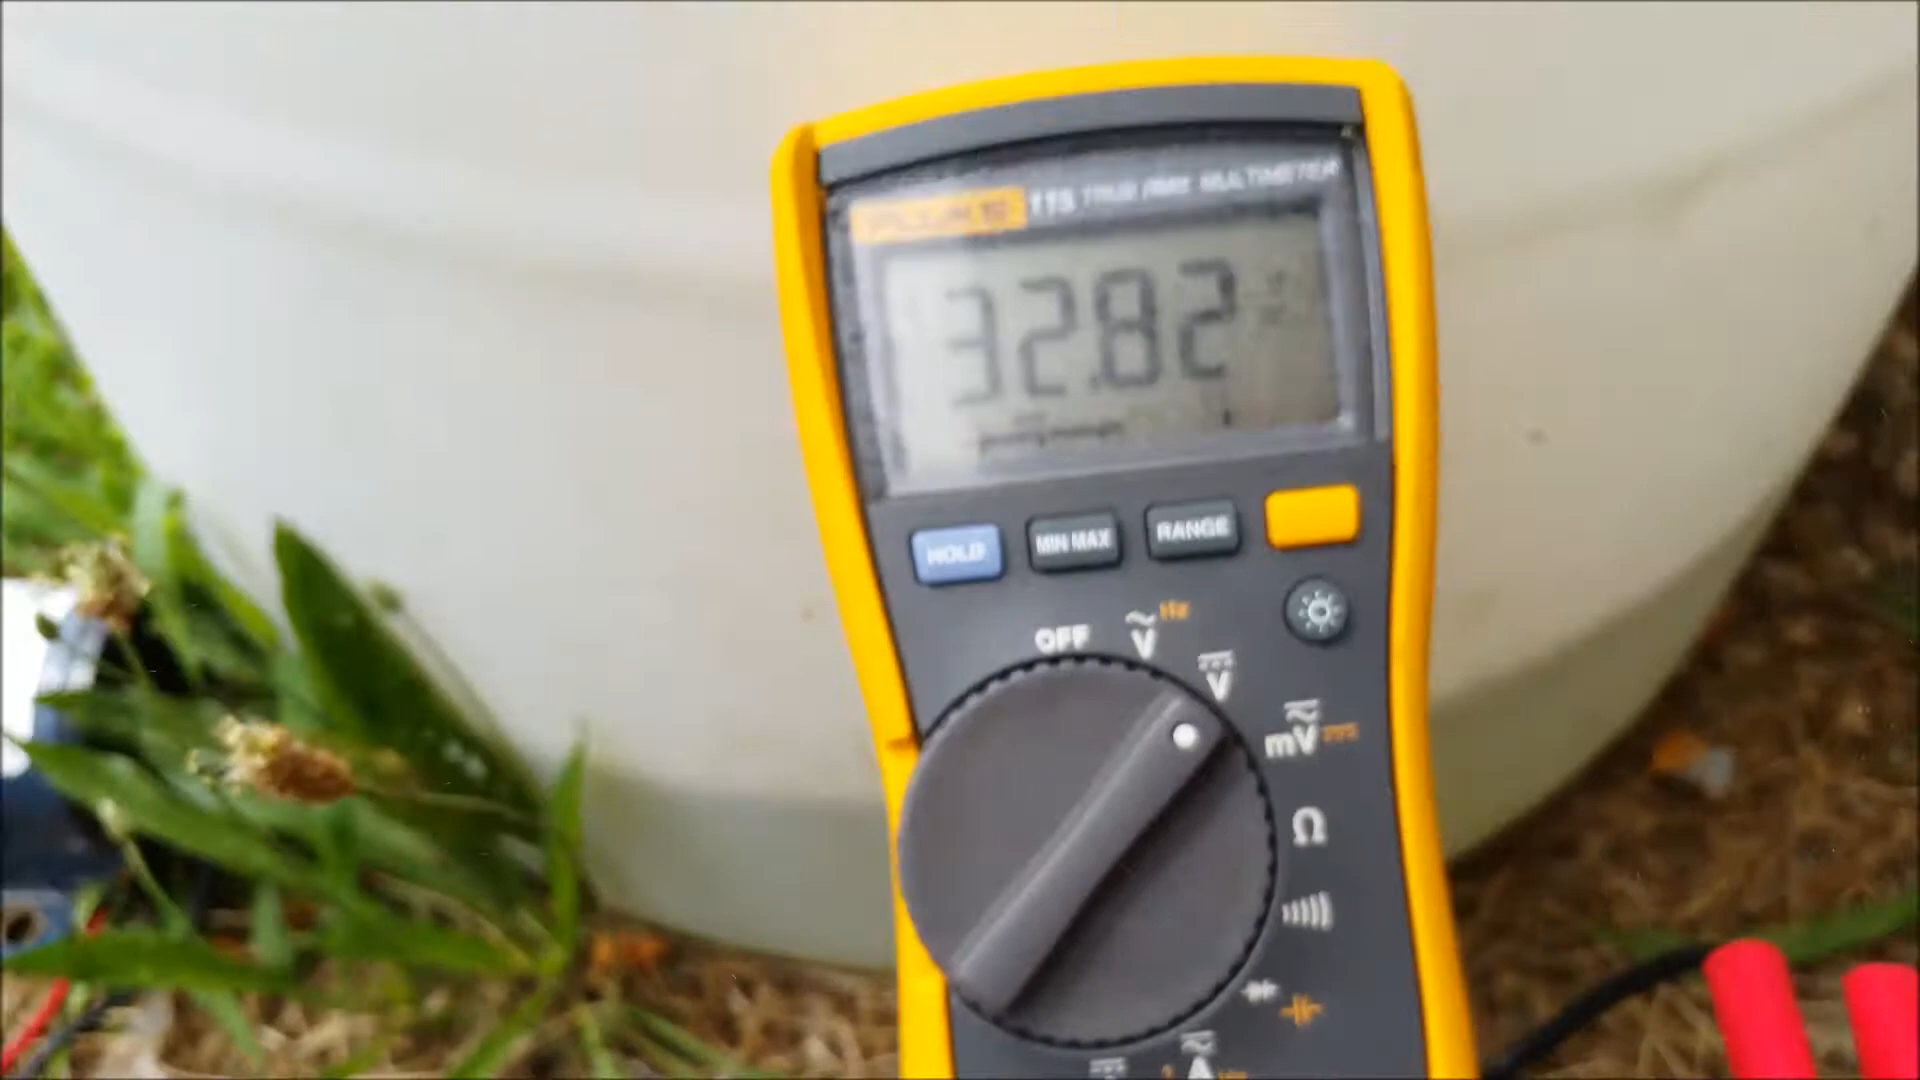 FLUKE 115 TRUE RMS MULTIMETER
32.82
HOLD MIN MAX RANGE
OFF
V Hz
V
mV
Ω
A